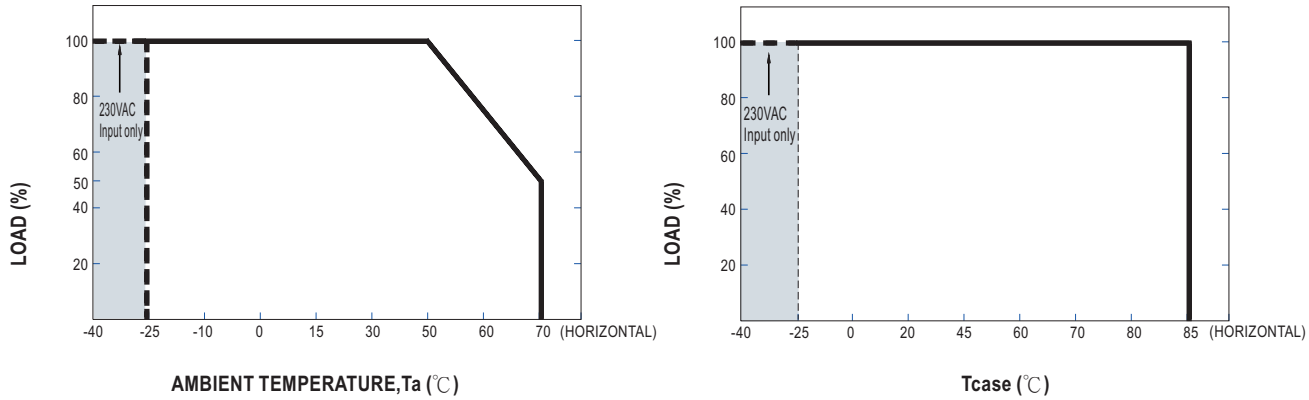 100
80
60
50
40
20
230VAC
Input only
LOAD (%)
-40 -25 -10 0 15 30 50 60 70 (HORIZONTAL)
AMBIENT TEMPERATURE,Ta (℃)
100
80
60
40
20
230VAC
Input only
LOAD (%)
-40 -25 0 20 45 60 70 80 85 (HORIZONTAL)
Tcase (℃)